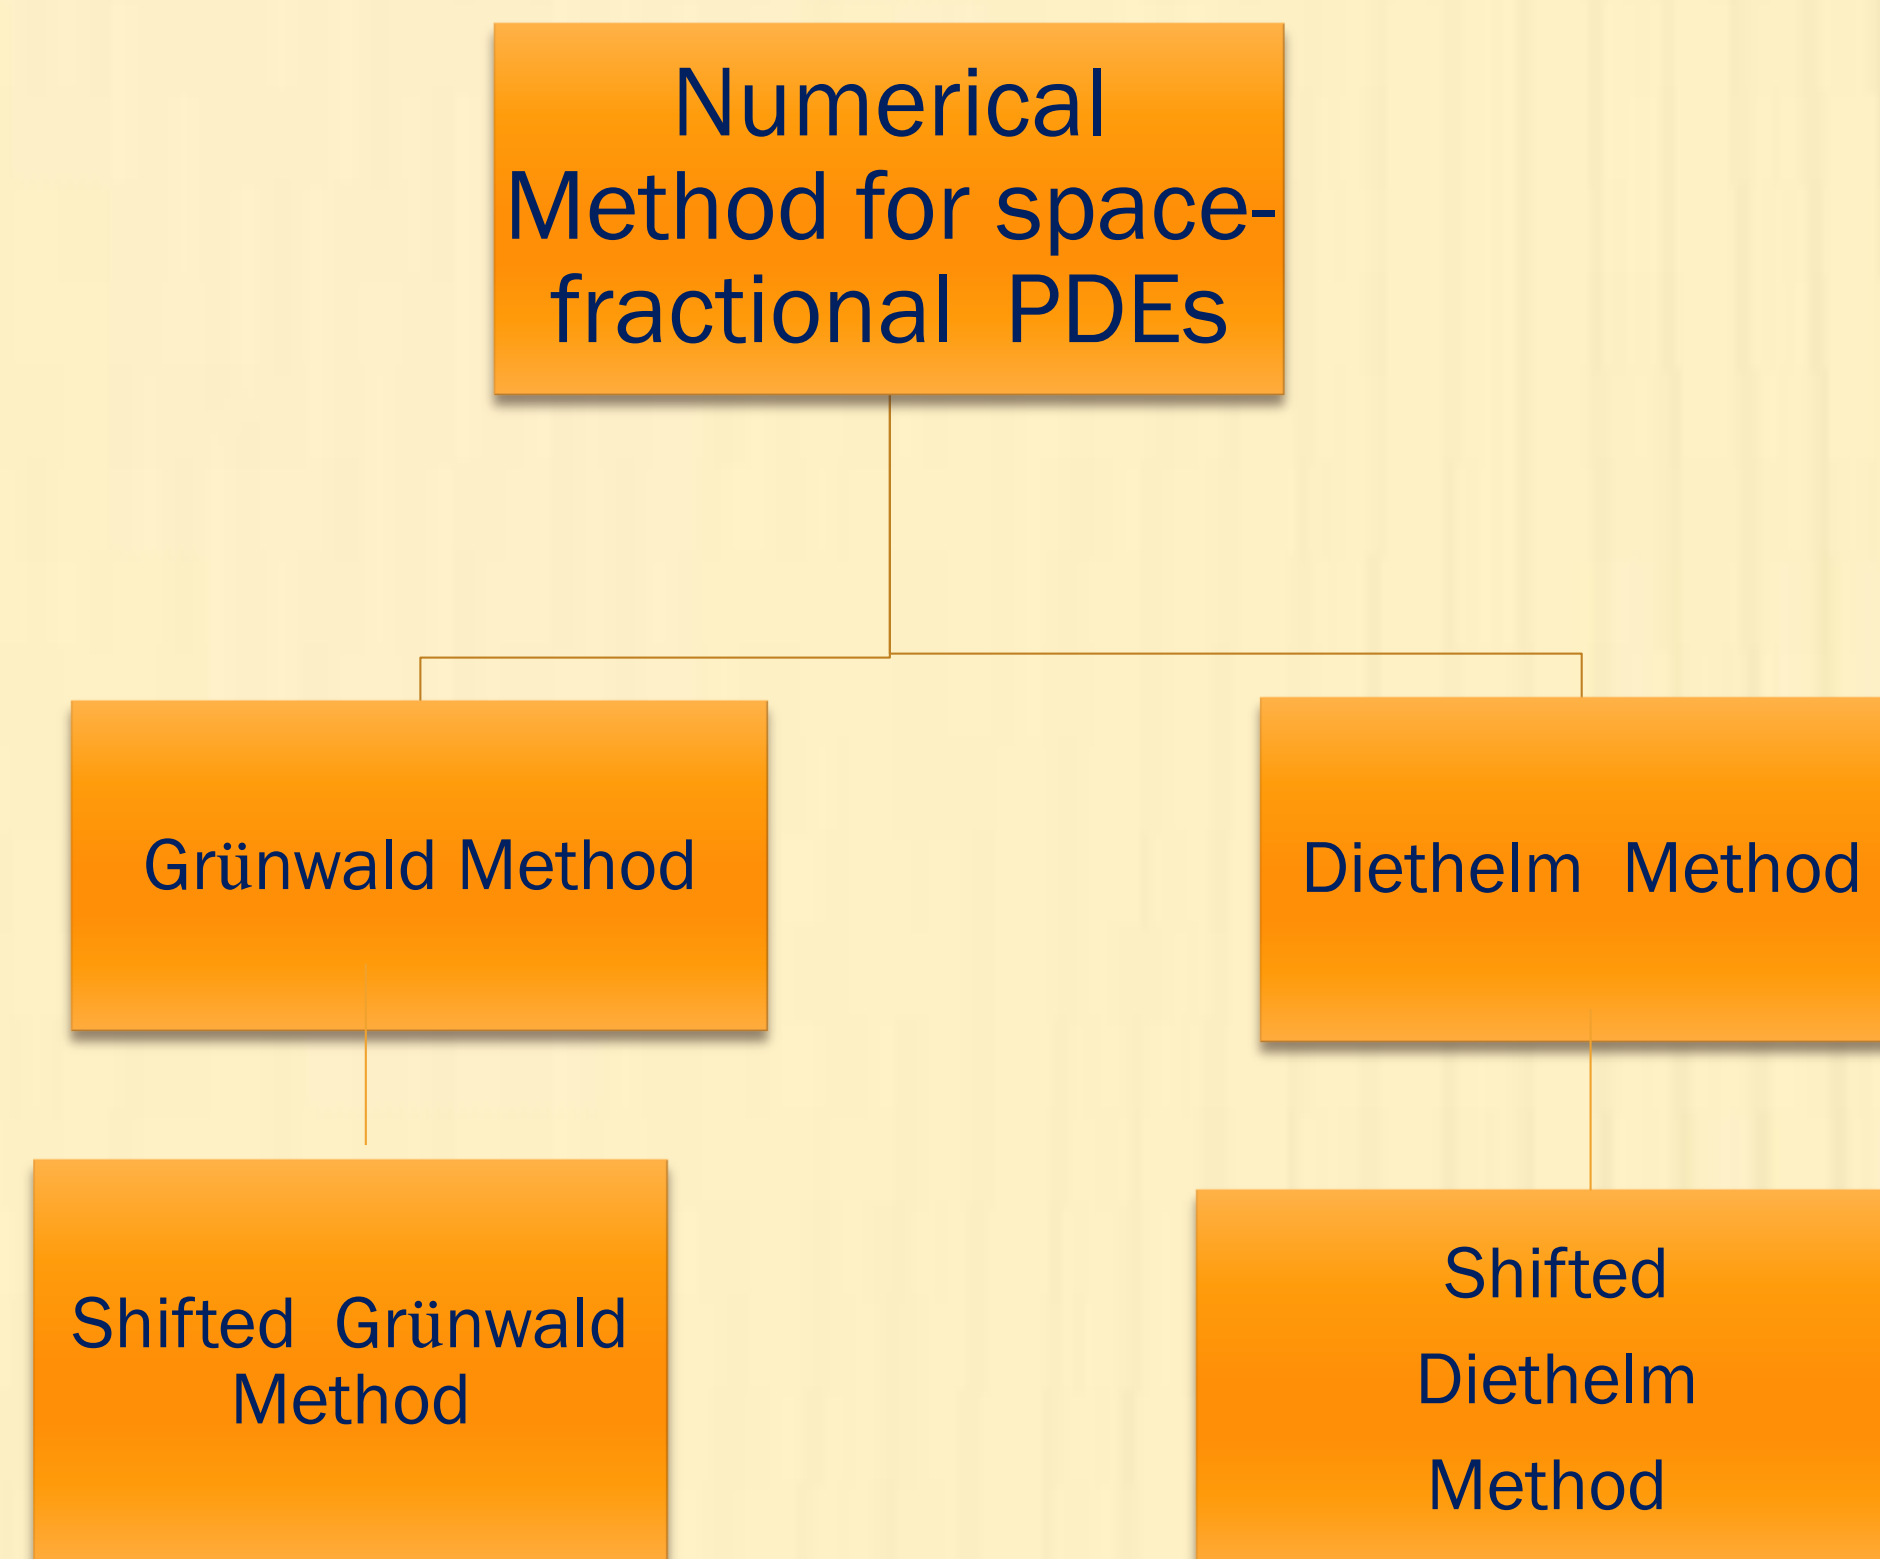 Numerical
Method for space-
fractional PDEs
Grünwald Method
Diethelm Method
Shifted Grünwald
Method
Shifted
Diethelm
Method